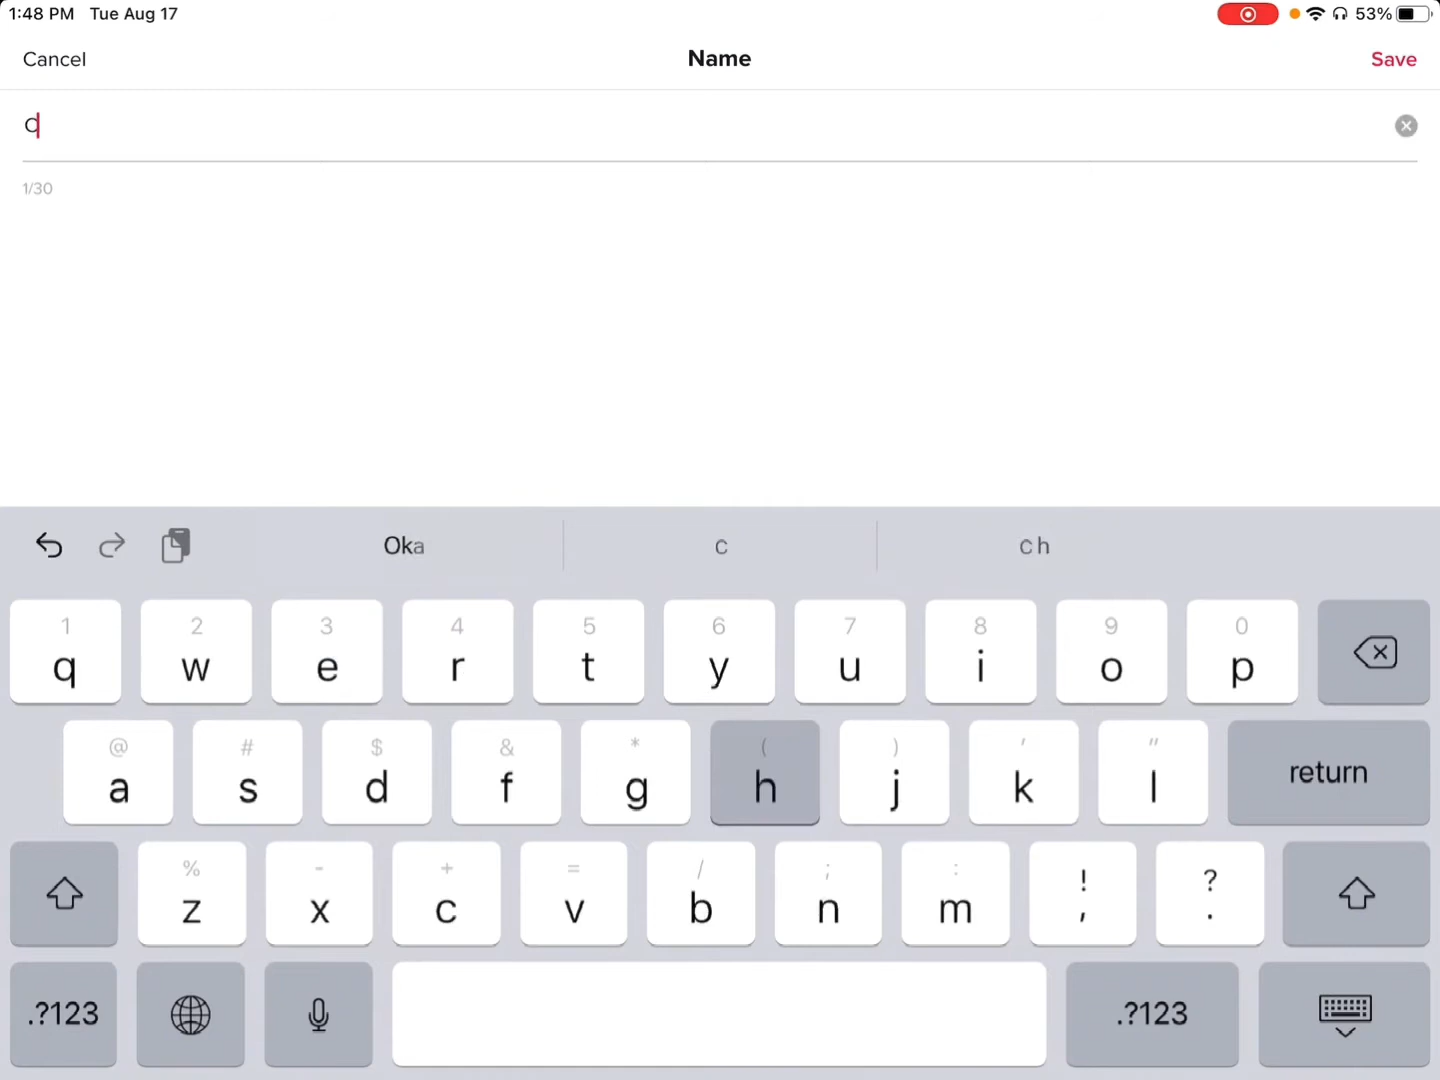 1:48 PM Tue Aug 17 53%
Cancel Name Save
c
1/30
Oka c ch
1 2 3 4 5 6 7 8 9 0
q w e r t y u i o p
@ # $ & * ( ) ' "
a s d f g h j k l return
% - + = / ; : ! ?
z x c v b n m , .
.?123 .?123